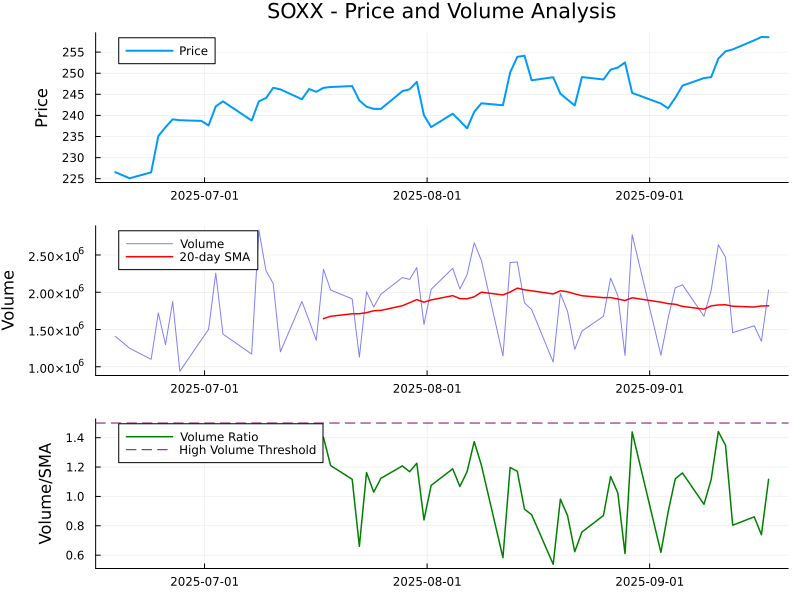 SOXX - Price and Volume Analysis
Price
255
250
245
240
235
230
225
Price
2025-07-01
2025-08-01
2025-09-01
Volume
20-day SMA
2.50×10⁶
2.00×10⁶
1.50×10⁶
1.00×10⁶
Volume
2025-07-01
2025-08-01
2025-09-01
Volume Ratio
High Volume Threshold
1.4
1.2
1.0
0.8
0.6
Volume/SMA
2025-07-01
2025-08-01
2025-09-01